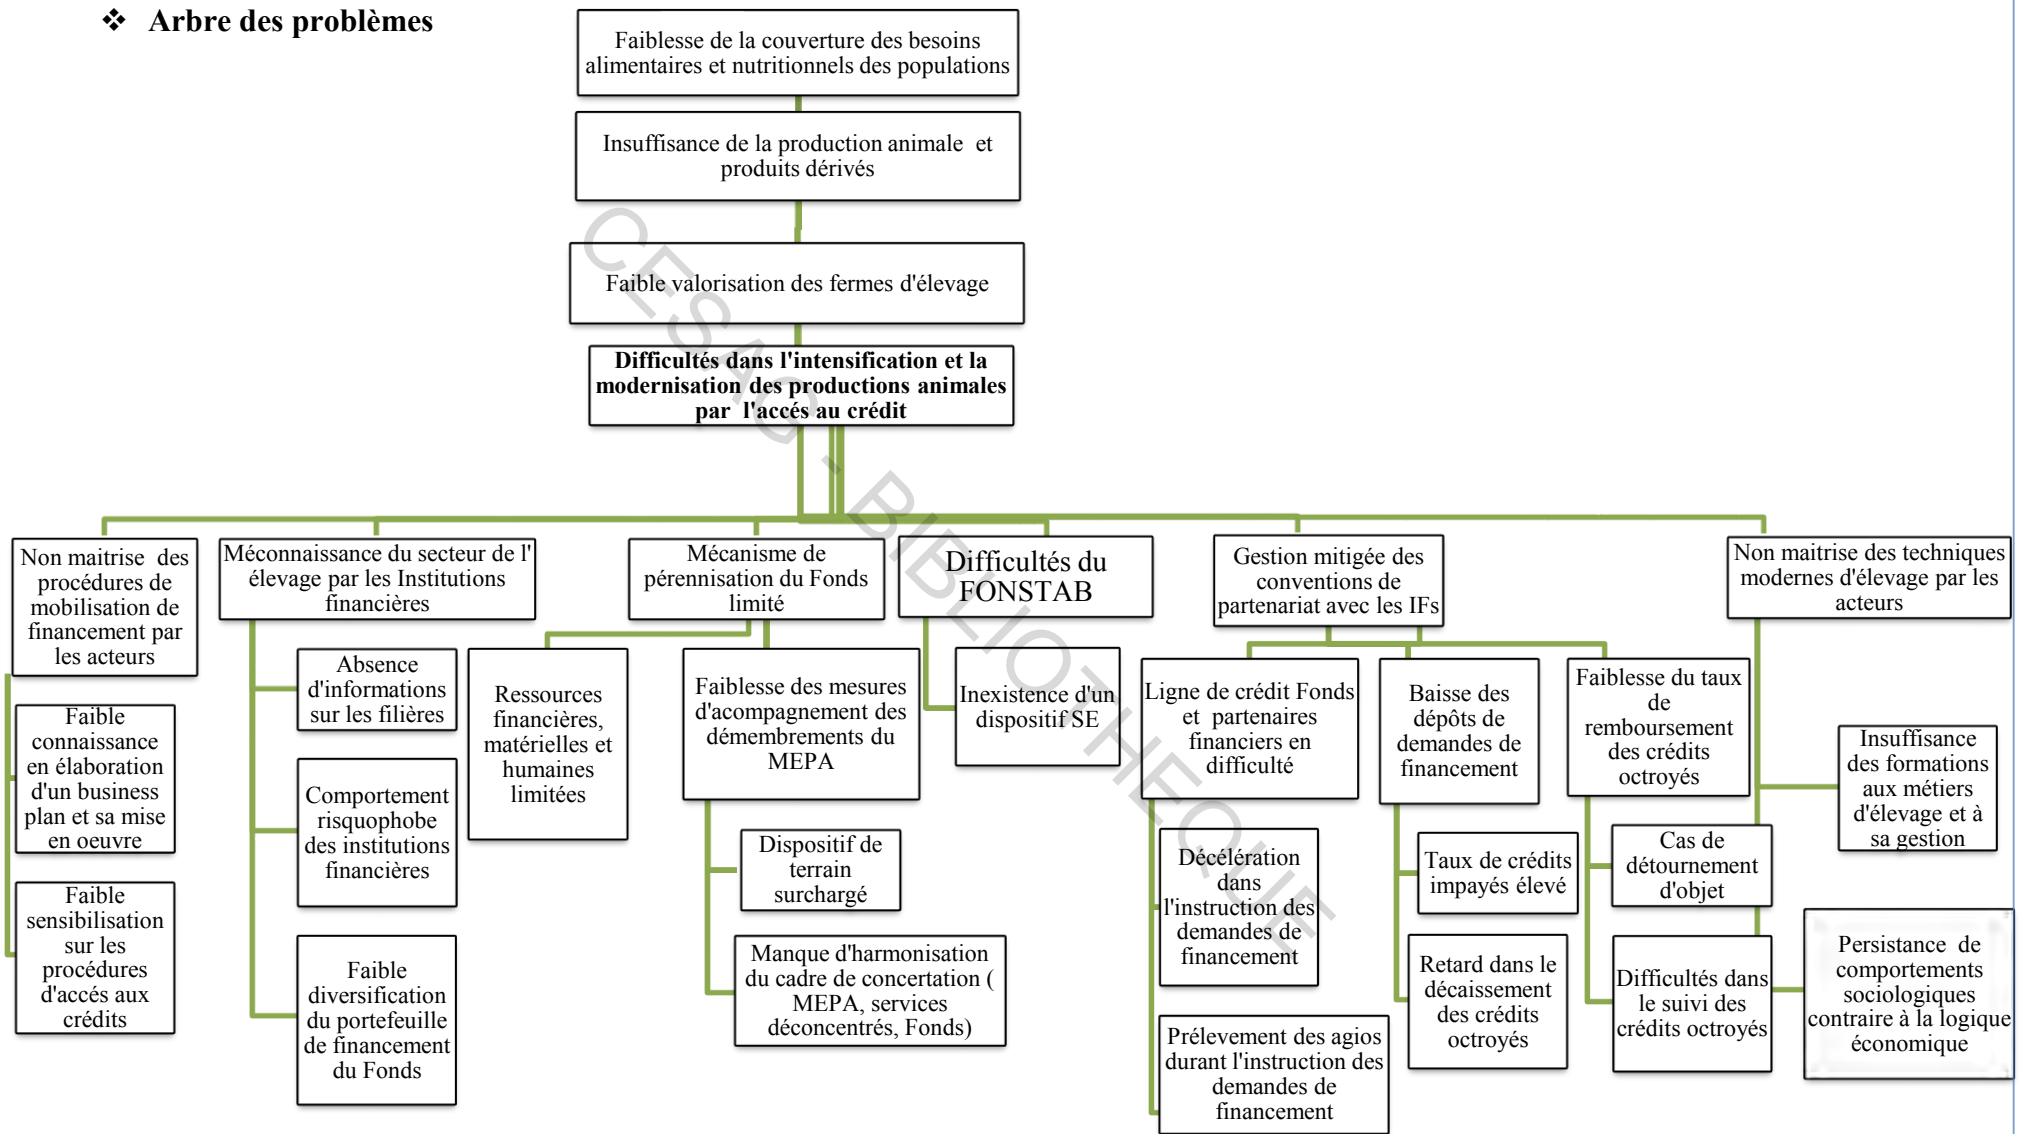 ❖ Arbre des problèmes
Faiblesse de la couverture des besoins
alimentaires et nutritionnels des populations
Insuffisance de la production animale et
produits dérivés
Faible valorisation des fermes d'élevage
Difficultés dans l'intensification et la
modernisation des productions animales
par l'accés au crédit
Non maitrise des
procédures de
mobilisation de
financement par
les acteurs
Faible
connaissance
en élaboration
d'un business
plan et sa mise
en oeuvre
Faible
sensibilisation
sur les
procédures
d'accés aux
crédits
Méconnaissance du secteur de l'
élevage par les Institutions
financières
Absence
d'informations
sur les filières
Comportement
risquophobe
des institutions
financières
Faible
diversification
du portefeuille
de financement
du Fonds
Mécanisme de
pérennisation du Fonds
limité
Ressources
financières,
matérielles et
humaines
limitées
Faiblesse des mesures
d'acompagnement des
démembrements du
MEPA
Dispositif de
terrain
surchargé
Manque d'harmonisation
du cadre de concertation (
MEPA, services
déconcentrés, Fonds)
Difficultés du
FONSTAB
Inexistence d'un
dispositif SE
Gestion mitigée des
conventions de
partenariat avec les IFs
Ligne de crédit Fonds
et partenaires
financiers en
difficulté
Décélération
dans
l'instruction des
demandes de
financement
Prélevement des agios
durant l'instruction des
demandes de
financement
Baisse des
dépôts de
demandes de
financement
Taux de crédits
impayés élevé
Retard dans le
décaissement
des crédits
octroyés
Faiblesse du taux
de
remboursement
des crédits
octroyés
Cas de
détournement
d'objet
Difficultés dans
le suivi des
crédits octroyés
Non maitrise des techniques
modernes d'élevage par les
acteurs
Insuffisance
des formations
aux métiers
d'élevage et à
sa gestion
Persistance de
comportements
sociologiques
contraire à la logique
économique
CESAG - BIBLIOTHEQUE